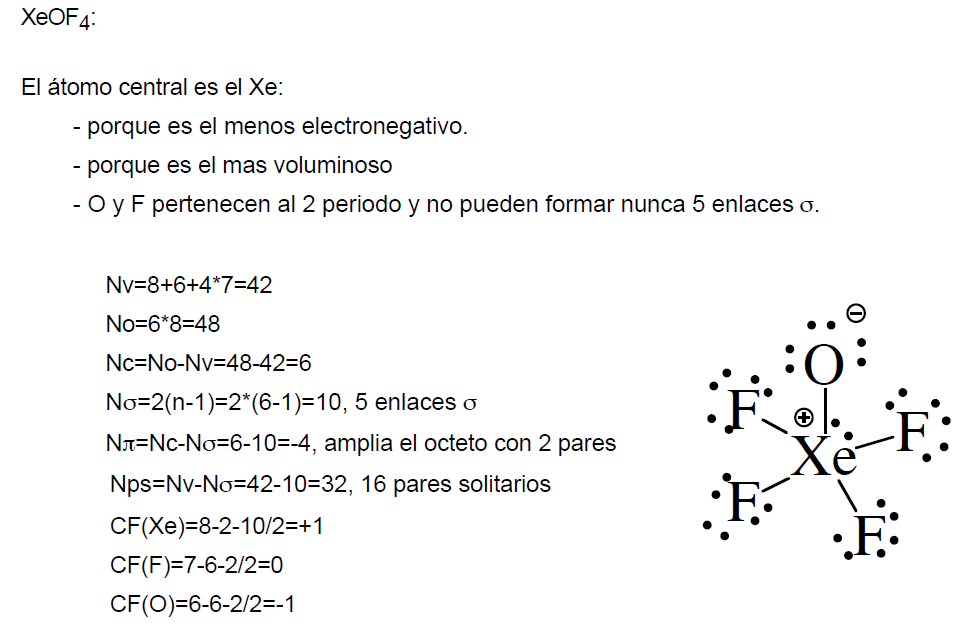 XeOF4:
El átomo central es el Xe:
- porque es el menos electronegativo.
- porque es el mas voluminoso
- O y F pertenecen al 2 periodo y no pueden formar nunca 5 enlaces σ.
Nv=8+6+4*7=42
No=6*8=48
Nc=No-Nv=48-42=6
Nσ=2(n-1)=2*(6-1)=10, 5 enlaces σ
Nπ=Nc-Nσ=6-10=-4, amplia el octeto con 2 pares
Nps=Nv-Nσ=42-10=32, 16 pares solitarios
CF(Xe)=8-2-10/2=+1
CF(F)=7-6-2/2=0
CF(O)=6-6-2/2=-1
⊖
O
F ⊕ F
Xe
F
F